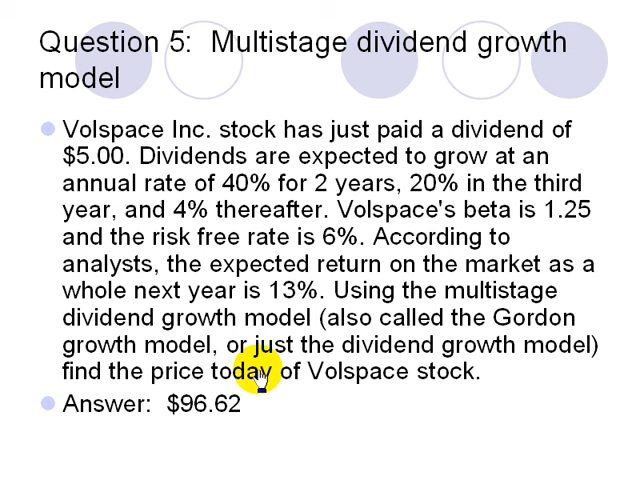 Question 5:  Multistage dividend growth
model
Volspace Inc. stock has just paid a dividend of
$5.00. Dividends are expected to grow at an
annual rate of 40% for 2 years, 20% in the third
year, and 4% thereafter. Volspace's beta is 1.25
and the risk free rate is 6%. According to
analysts, the expected return on the market as a
whole next year is 13%. Using the multistage
dividend growth model (also called the Gordon
growth model, or just the dividend growth model)
find the price today of Volspace stock.
Answer:  $96.62